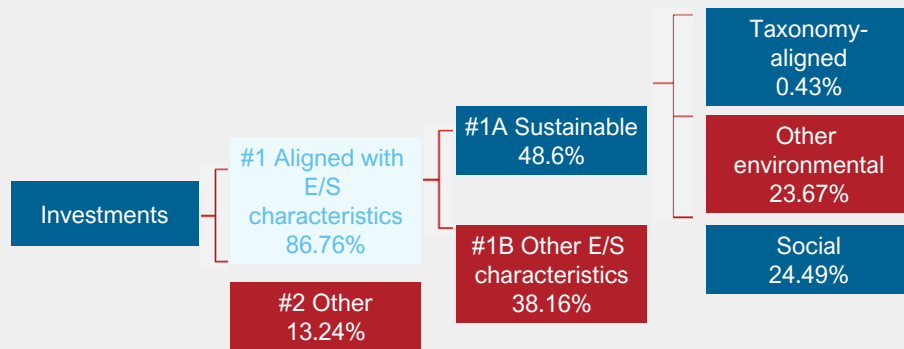 Investments
#1 Aligned with
E/S
characteristics
86.76%
#2 Other
13.24%
#1A Sustainable
48.6%
#1B Other E/S
characteristics
38.16%
Taxonomy-
aligned
0.43%
Other
environmental
23.67%
Social
24.49%